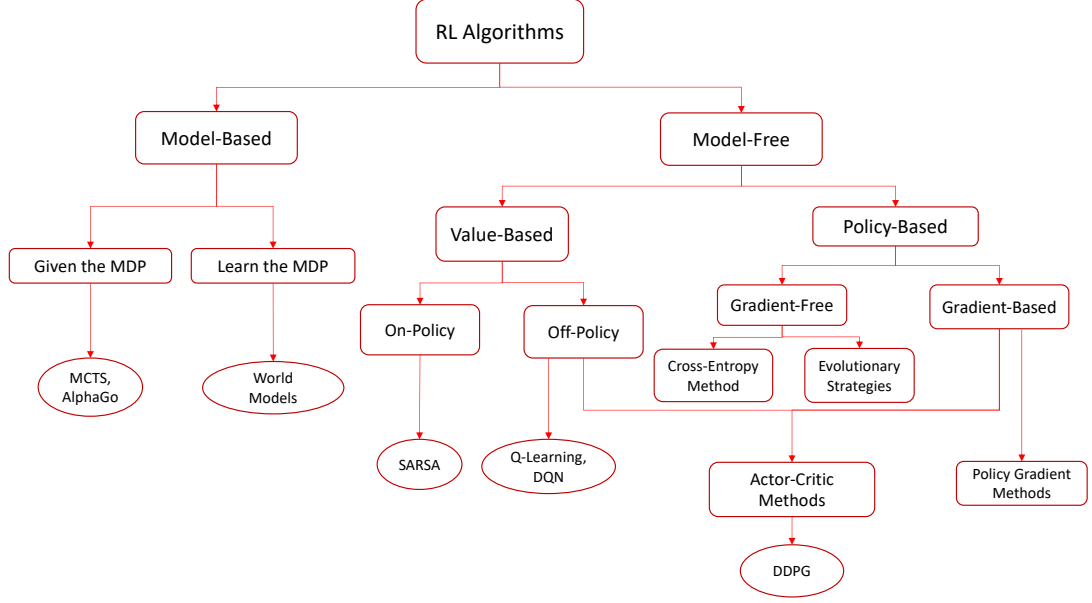 RL Algorithms
Model-Based
Model-Free
Value-Based
Policy-Based
Given the MDP
Learn the MDP
On-Policy
Off-Policy
Gradient-Free
Gradient-Based
MCTS,
AlphaGo
World
Models
Cross-Entropy
Method
Evolutionary
Strategies
SARSA
Q-Learning,
DQN
Actor-Critic
Methods
Policy Gradient
Methods
DDPG